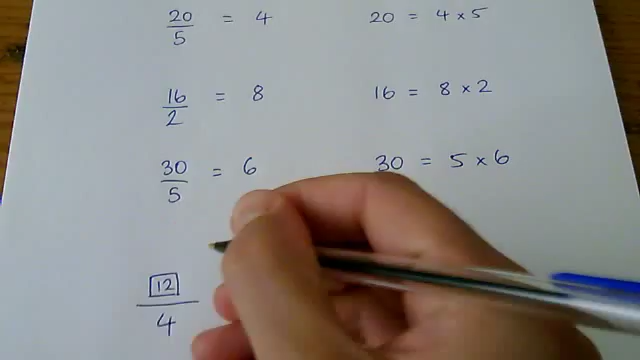 20/5 = 4    20 = 4 × 5
16/2 = 8    16 = 8 × 2
30/5 = 6    30 = 5 × 6
12/4